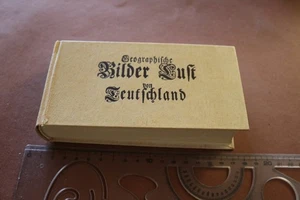 Geographische
Bilder Lust
von
Teutschland